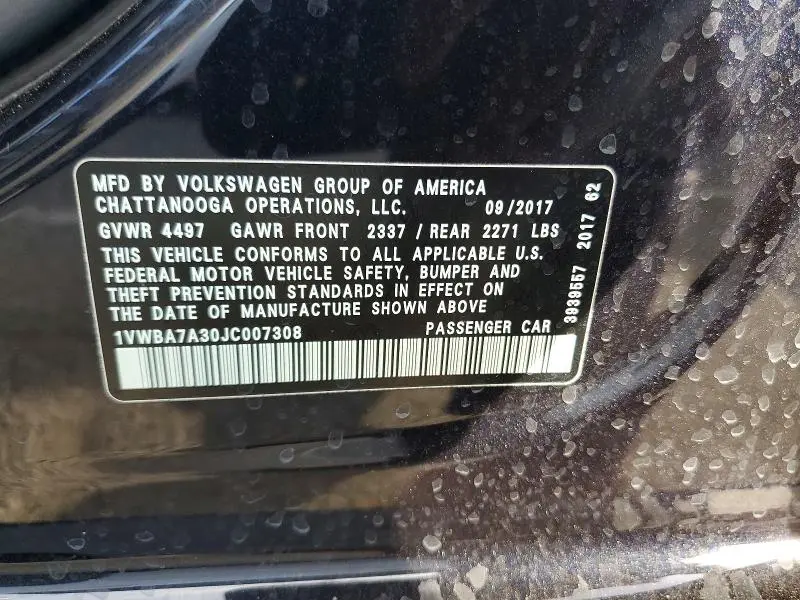 MFD BY VOLKSWAGEN GROUP OF AMERICA
CHATTANOOGA OPERATIONS, LLC. 09/2017
GVWR 4497 GAWR FRONT 2337 / REAR 2271 LBS
THIS VEHICLE CONFORMS TO ALL APPLICABLE U.S.
FEDERAL MOTOR VEHICLE SAFETY, BUMPER AND
THEFT PREVENTION STANDARDS IN EFFECT ON
THE DATE OF MANUFACTURE SHOWN ABOVE
1VWBA7A30JC007308 PASSENGER CAR
3939557 2017 62